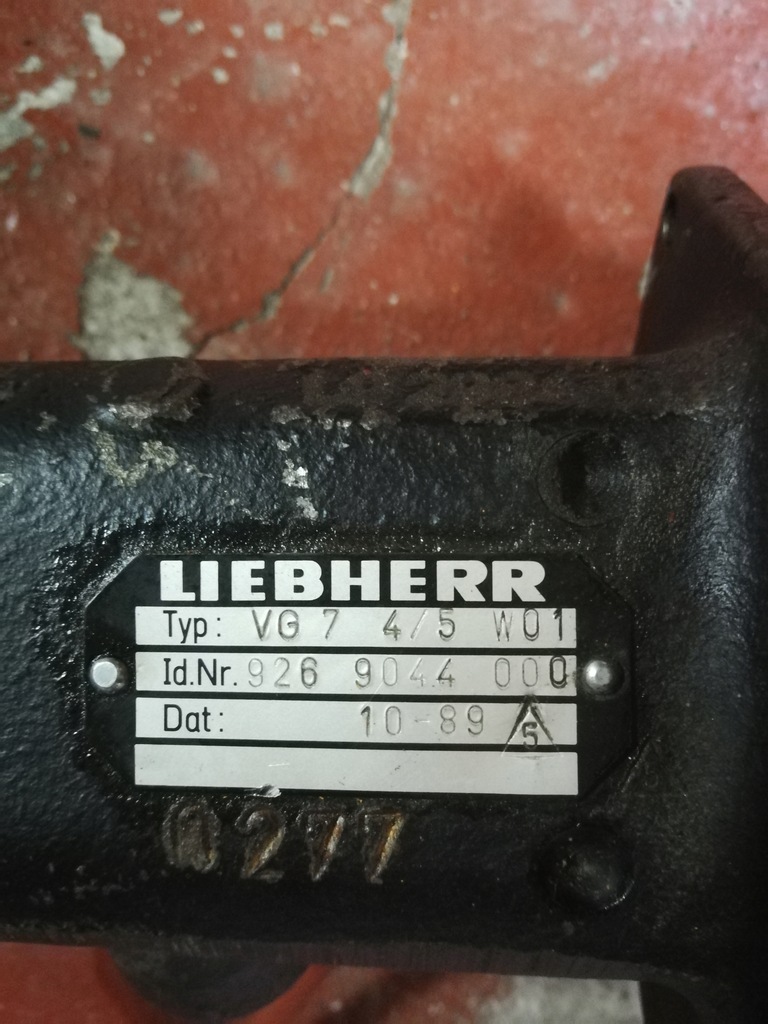 LIEBHERR
Typ: VG 7 4/5 W01
Id.Nr. 926 9044 000
Dat: 10-89 5
0277